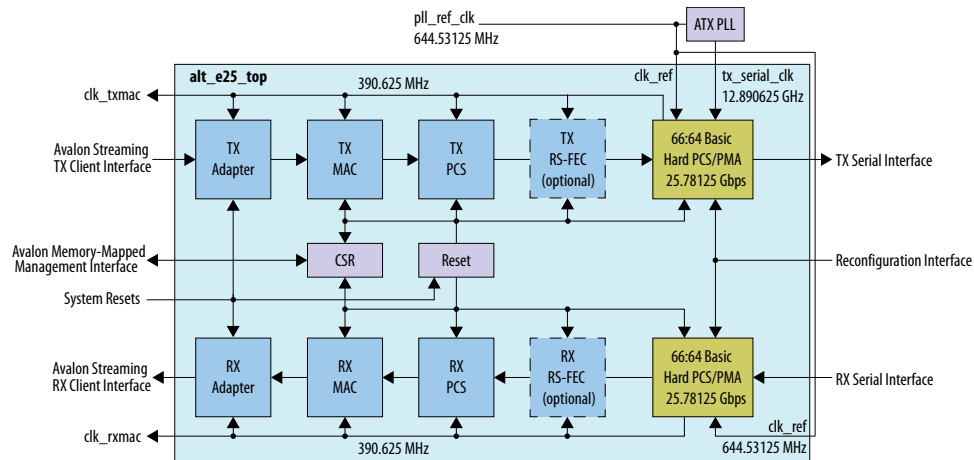 pll_ref_clk
644.53125 MHz
ATX PLL
alt_e25_top
390.625 MHz
clk_ref
tx_serial_clk
12.890625 GHz
clk_txmac
Avalon Streaming
TX Client Interface
TX
Adapter
TX
MAC
TX
PCS
TX
RS-FEC
(optional)
66:64 Basic
Hard PCS/PMA
25.78125 Gbps
TX Serial Interface
Avalon Memory-Mapped
Management Interface
CSR
Reset
Reconfiguration Interface
System Resets
Avalon Streaming
RX Client Interface
RX
Adapter
RX
MAC
RX
PCS
RX
RS-FEC
(optional)
66:64 Basic
Hard PCS/PMA
25.78125 Gbps
RX Serial Interface
clk_rxmac
390.625 MHz
clk_ref
644.53125 MHz